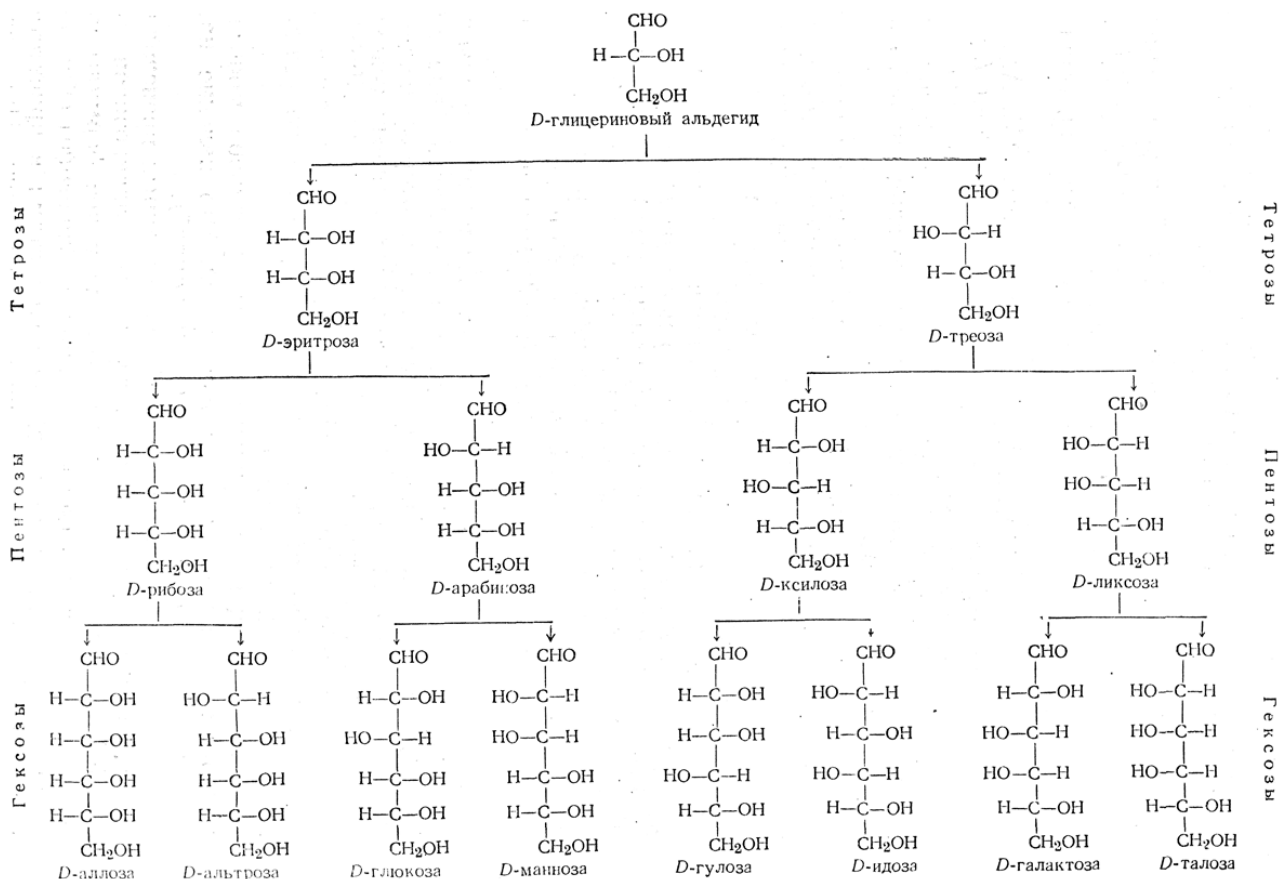 CHO
H—C—OH
CH₂OH
D-глицериновый альдегид
Тетрозы
CHO
H—C—OH
H—C—OH
CH₂OH
D-эритроза
CHO
HO—C—H
H—C—OH
CH₂OH
D-треоза
Тетрозы
Пентозы
CHO
H—C—OH
H—C—OH
H—C—OH
CH₂OH
D-рибоза
CHO
HO—C—H
H—C—OH
H—C—OH
CH₂OH
D-арабиноза
CHO
H—C—OH
HO—C—H
H—C—OH
CH₂OH
D-ксилоза
CHO
HO—C—H
HO—C—H
H—C—OH
CH₂OH
D-ликсоза
Пентозы
Гексозы
CHO
H—C—OH
H—C—OH
H—C—OH
H—C—OH
CH₂OH
D-аллоза
CHO
HO—C—H
H—C—OH
H—C—OH
H—C—OH
CH₂OH
D-альтроза
CHO
H—C—OH
HO—C—H
H—C—OH
H—C—OH
CH₂OH
D-глюкоза
CHO
HO—C—H
HO—C—H
H—C—OH
H—C—OH
CH₂OH
D-манноза
CHO
H—C—OH
H—C—OH
HO—C—H
H—C—OH
CH₂OH
D-гулоза
CHO
HO—C—H
H—C—OH
HO—C—H
H—C—OH
CH₂OH
D-идоза
CHO
H—C—OH
HO—C—H
HO—C—H
H—C—OH
CH₂OH
D-галактоза
CHO
HO—C—H
HO—C—H
HO—C—H
H—C—OH
CH₂OH
D-талоза
Гексозы